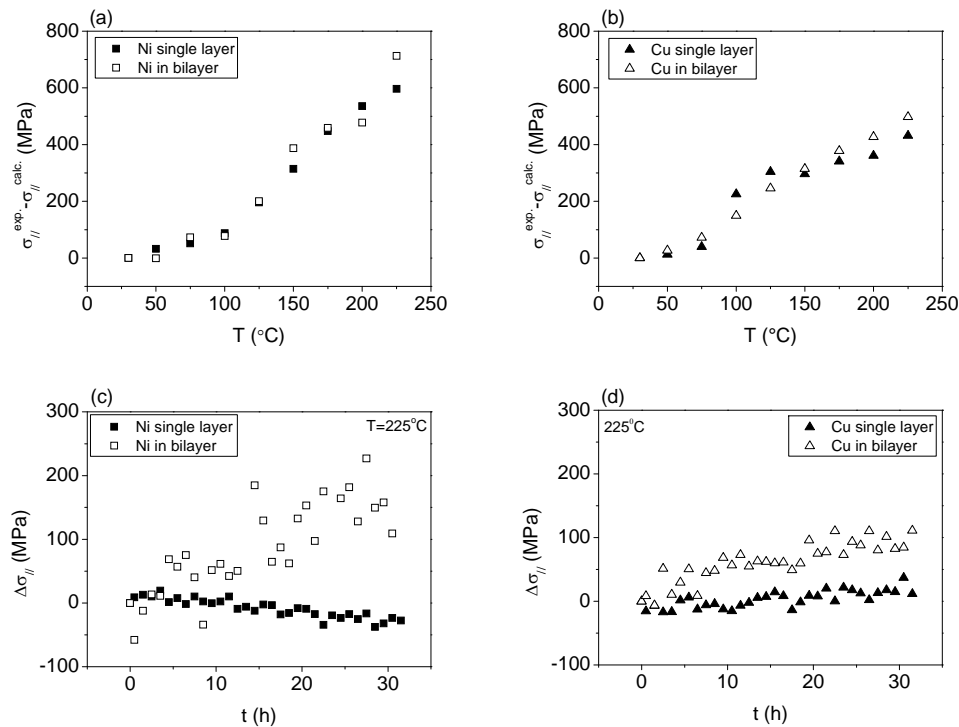 (a)
Ni single layer
Ni in bilayer
800
600
400
200
0
σ//exp.-σ//calc. (MPa)
0 50 100 150 200 250
T (°C)
(b)
Cu single layer
Cu in bilayer
800
600
400
200
0
σ//exp.-σ//calc. (MPa)
0 50 100 150 200 250
T (°C)
(c)
Ni single layer
Ni in bilayer
T=225°C
300
200
100
0
-100
Δσ// (MPa)
0 10 20 30
t (h)
(d)
225°C
Cu single layer
Cu in bilayer
300
200
100
0
-100
Δσ// (MPa)
0 10 20 30
t (h)